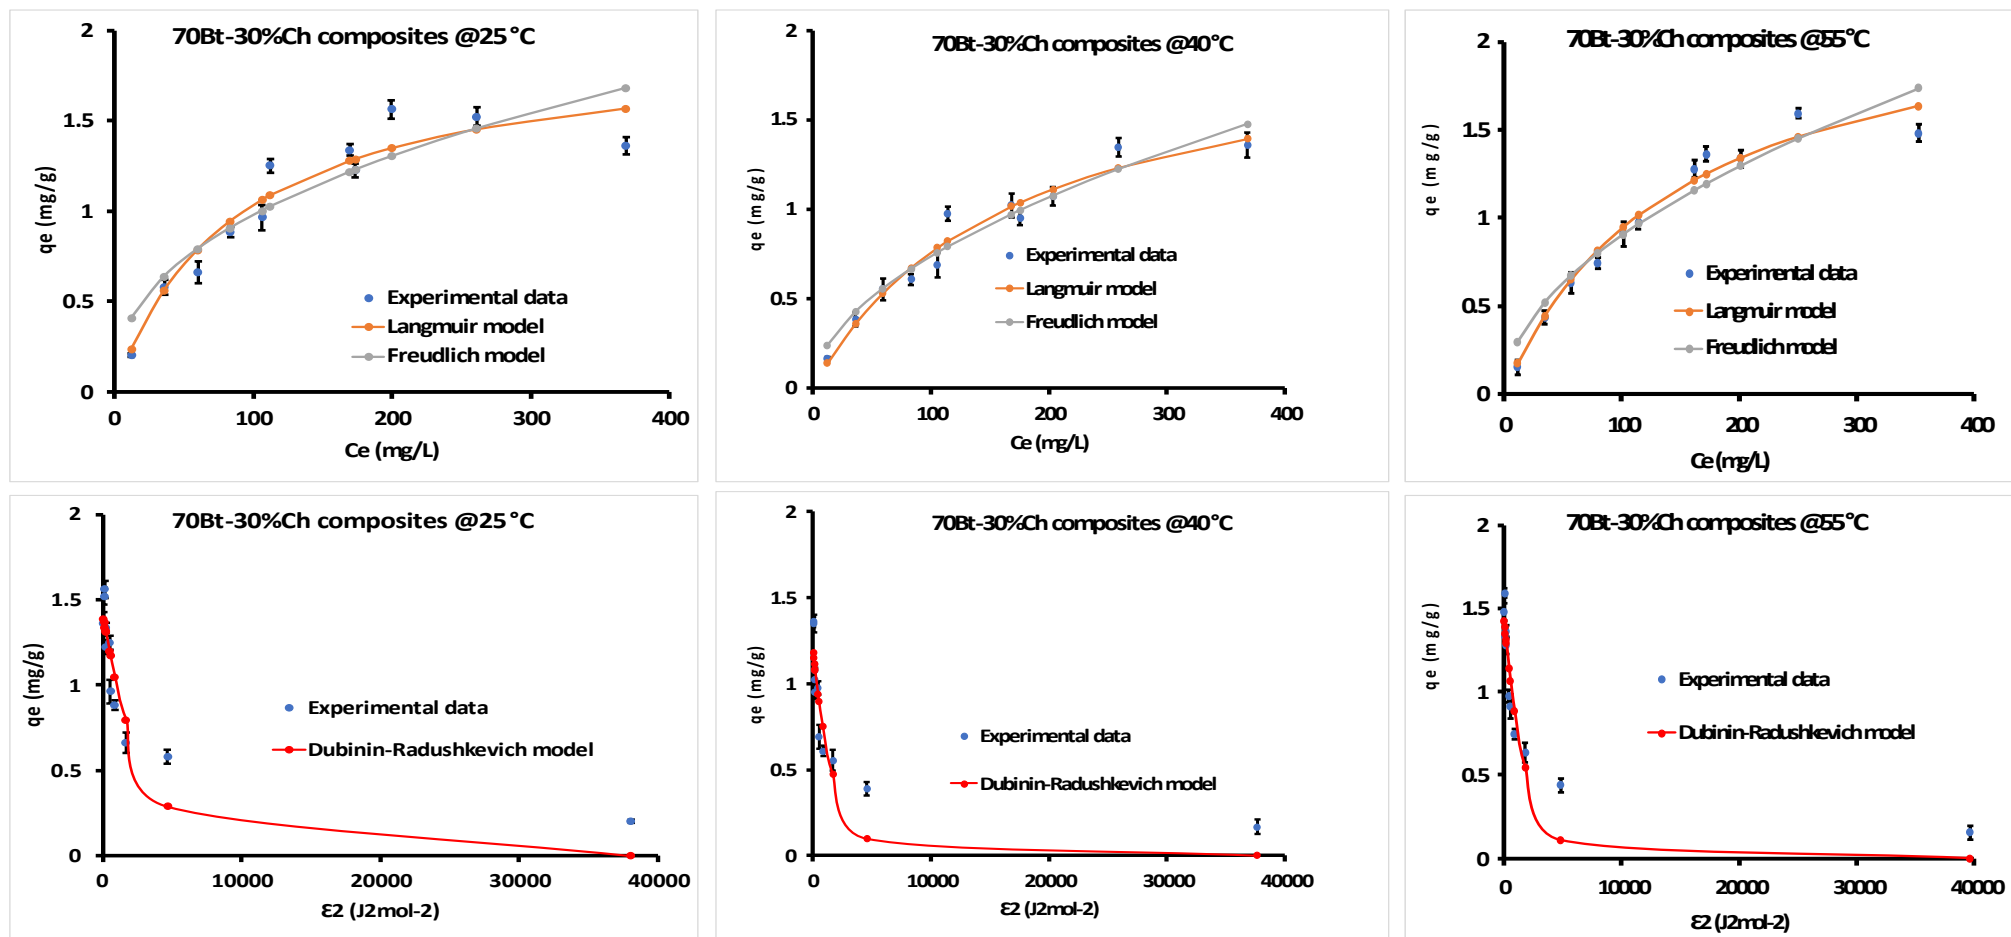 70Bt-30%Ch composites @25°C
2
1.5
1
0.5
0
0 100 200 300 400
qe (mg/g)
Ce (mg/L)
Experimental data
Langmuir model
Freudlich model
70Bt-30%Ch composites @40°C
2
1.5
1
0.5
0
0 100 200 300 400
qe (mg/g)
Ce (mg/L)
Experimental data
Langmuir model
Freudlich model
70Bt-30%Ch composites @55°C
2
1.5
1
0.5
0
0 100 200 300 400
qe (mg/g)
Ce (mg/L)
Experimental data
Langmuir model
Freudlich model
70Bt-30%Ch composites @25°C
2
1.5
1
0.5
0
0 10000 20000 30000 40000
qe (mg/g)
Ɛ2 (J2mol-2)
Experimental data
Dubinin-Radushkevich model
70Bt-30%Ch composites @40°C
2
1.5
1
0.5
0
0 10000 20000 30000 40000
qe (mg/g)
Ɛ2 (J2mol-2)
Experimental data
Dubinin-Radushkevich model
70Bt-30%Ch composites @55°C
2
1.5
1
0.5
0
0 10000 20000 30000 40000
qe (mg/g)
Ɛ2 (J2mol-2)
Experimental data
Dubinin-Radushkevich model